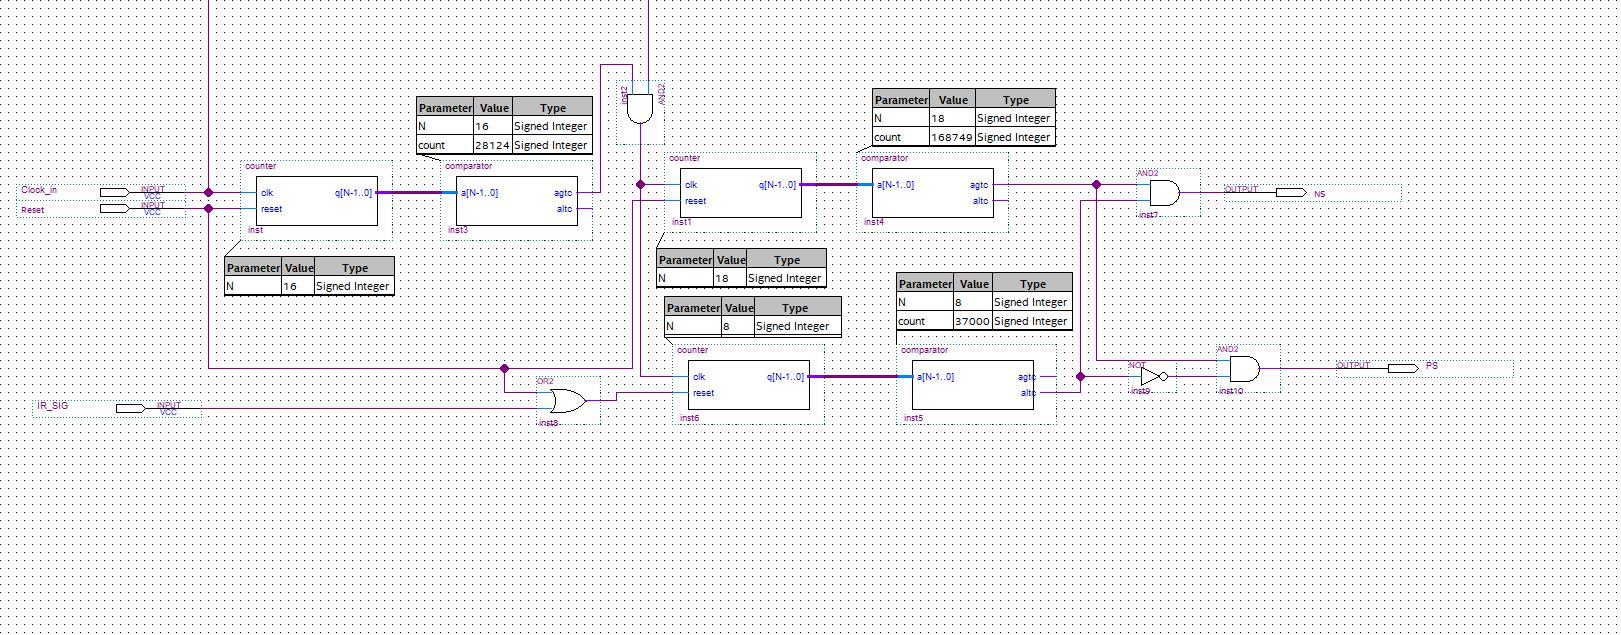 inst2
AND2
Parameter Value Type
N 16 Signed Integer
count 28124 Signed Integer
Parameter Value Type
N 18 Signed Integer
count 168749 Signed Integer
counter
clk
reset
q[N-1..0]
inst
comparator
a[N-1..0]
agtc
altc
inst3
counter
clk
reset
q[N-1..0]
inst1
comparator
a[N-1..0]
agtc
altc
inst4
AND2
inst7
OUTPUT
NS
Clock_in
INPUT
VCC
Reset
INPUT
VCC
Parameter Value Type
N 16 Signed Integer
Parameter Value Type
N 18 Signed Integer
Parameter Value Type
N 8 Signed Integer
Parameter Value Type
N 8 Signed Integer
count 37000 Signed Integer
counter
clk
reset
q[N-1..0]
inst6
comparator
a[N-1..0]
agtc
altc
inst5
NOT
inst9
AND2
inst10
OUTPUT
PS
OR2
inst8
IR_SIG
INPUT
VCC